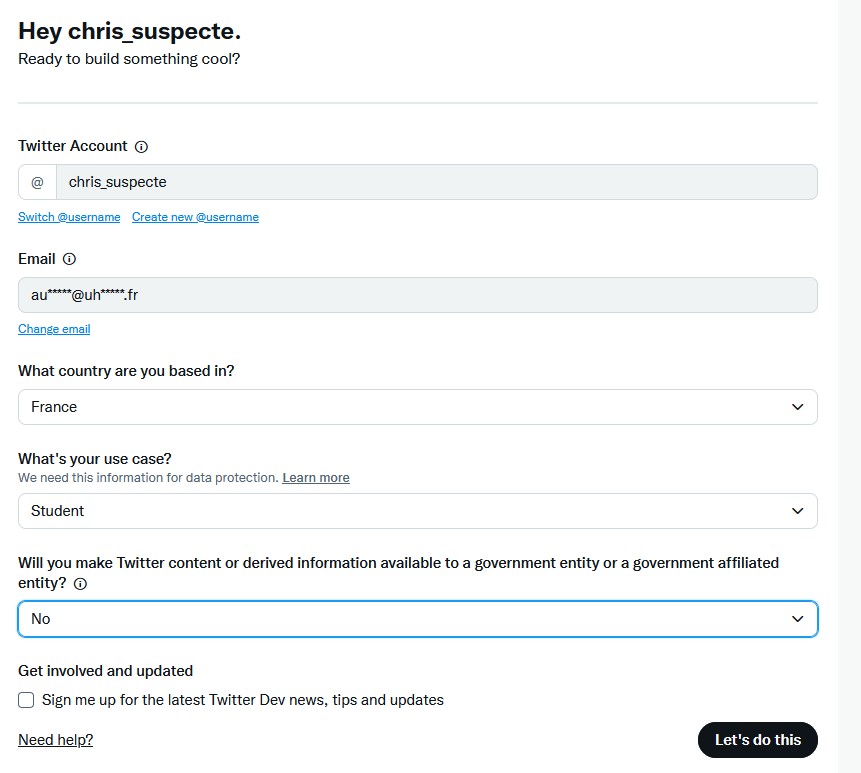 Hey chris_suspecte.
Ready to build something cool?
Twitter Account
@ chris_suspecte
Switch @username Create new @username
Email
au*****@uh*****.fr
Change email
What country are you based in?
France
What's your use case?
We need this information for data protection. Learn more
Student
Will you make Twitter content or derived information available to a government entity or a government affiliated
entity?
No
Get involved and updated
Sign me up for the latest Twitter Dev news, tips and updates
Need help? Let's do this